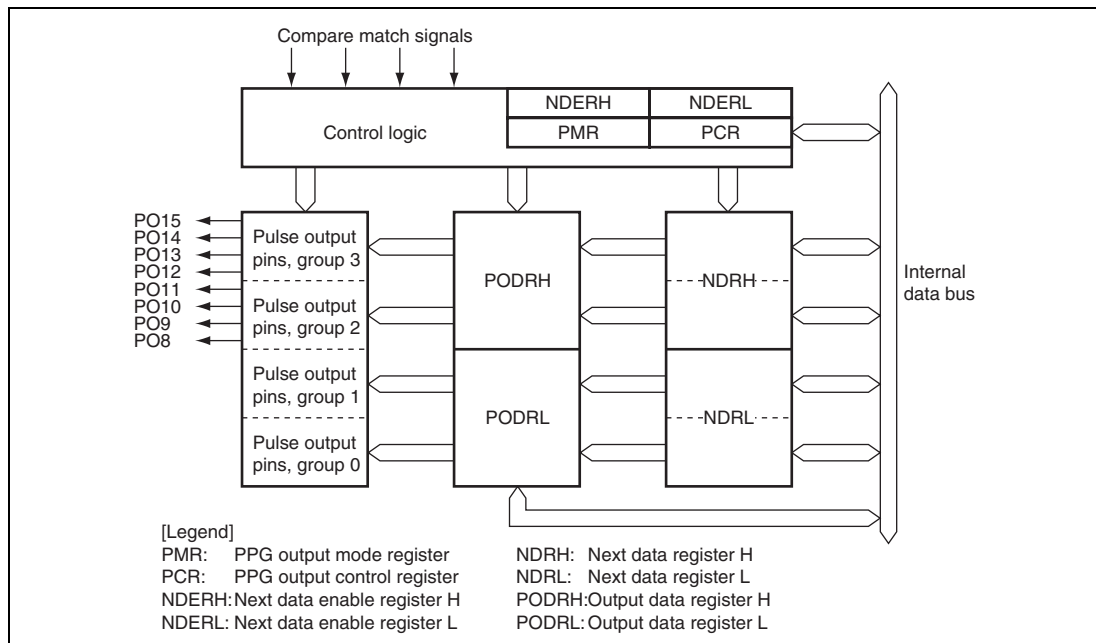 Compare match signals
Control logic
NDERH
NDERL
PMR
PCR
PO15
PO14
PO13
PO12
PO11
PO10
PO9
PO8
Pulse output
pins, group 3
Pulse output
pins, group 2
Pulse output
pins, group 1
Pulse output
pins, group 0
PODRH
PODRL
NDRH
NDRL
Internal
data bus
[Legend]
PMR: PPG output mode register
PCR: PPG output control register
NDERH: Next data enable register H
NDERL: Next data enable register L
NDRH: Next data register H
NDRL: Next data register L
PODRH: Output data register H
PODRL: Output data register L